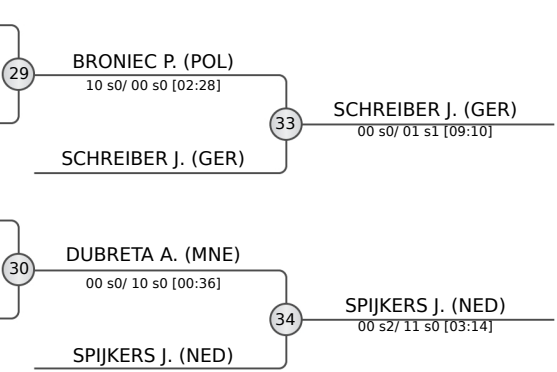 BRONIEC P. (POL)
29
10 s0/ 00 s0 [02:28]
SCHREIBER J. (GER)
33
00 s0/ 01 s1 [09:10]
SCHREIBER J. (GER)
DUBRETA A. (MNE)
30
00 s0/ 10 s0 [00:36]
SPIJKERS J. (NED)
34
00 s2/ 11 s0 [03:14]
SPIJKERS J. (NED)